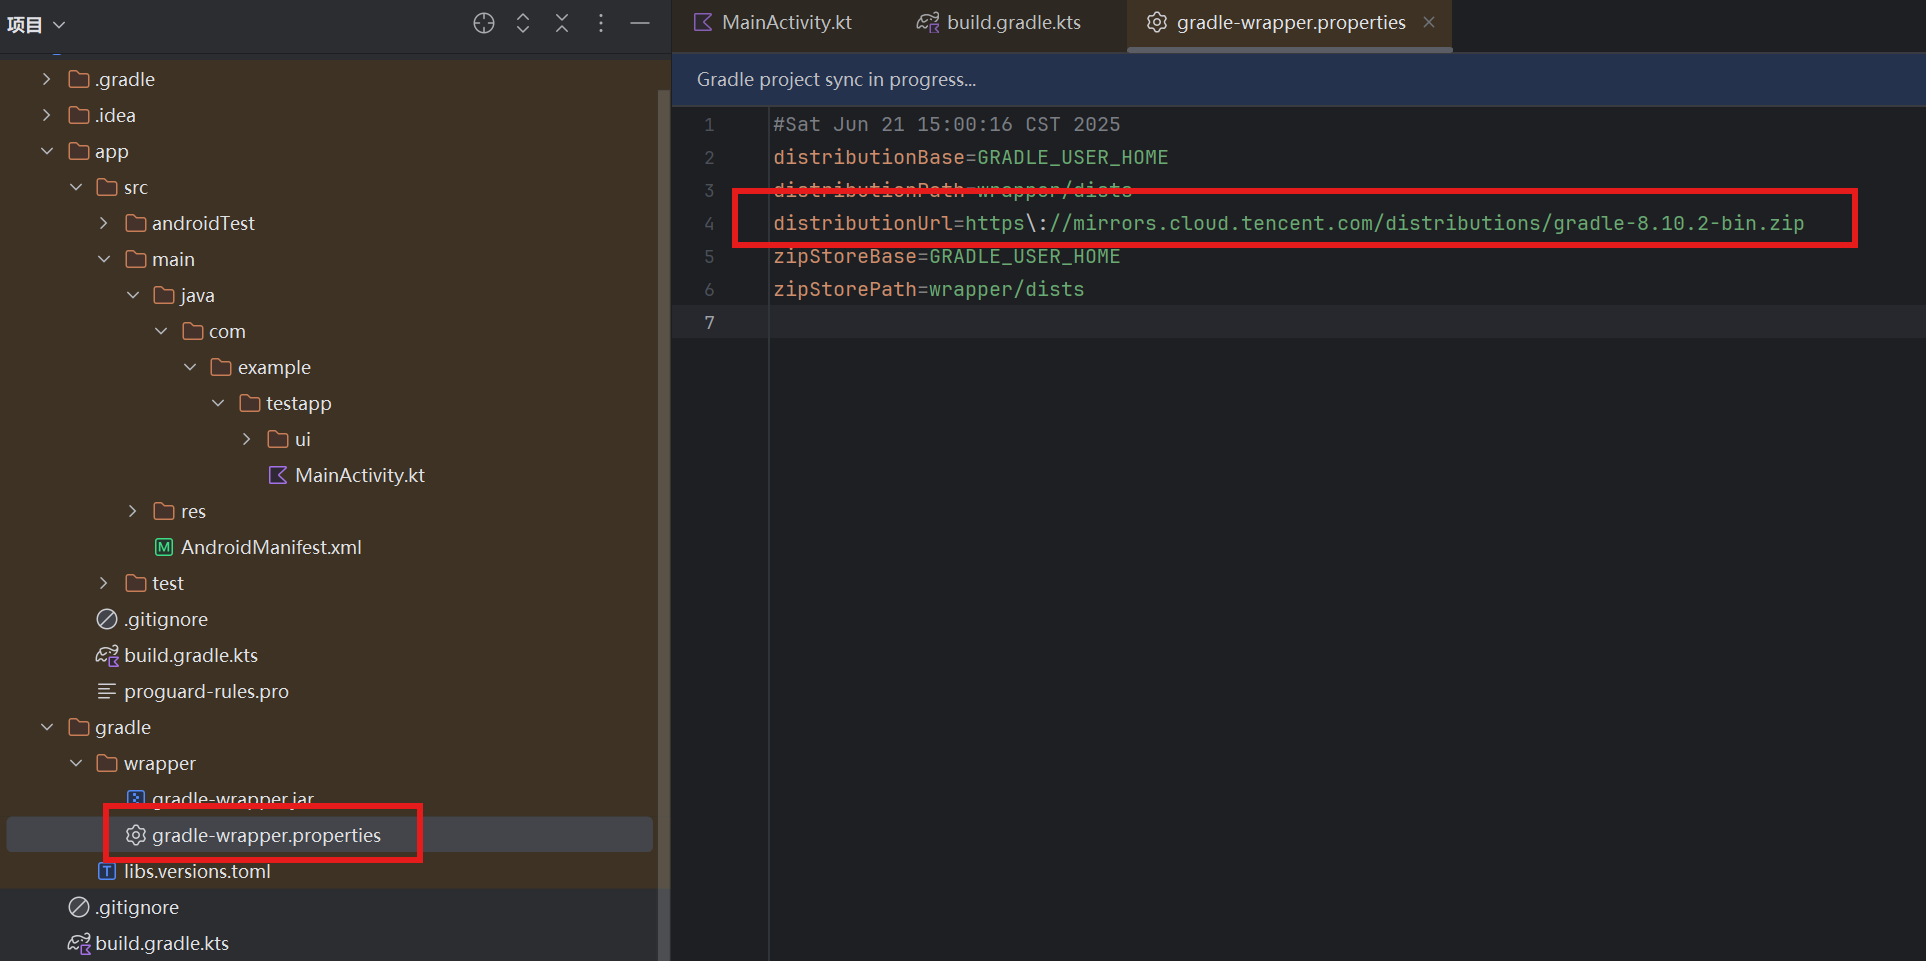 项目
.gradle
.idea
app
src
androidTest
main
java
com
example
testapp
ui
MainActivity.kt
res
AndroidManifest.xml
test
.gitignore
build.gradle.kts
proguard-rules.pro
gradle
wrapper
gradle-wrapper.jar
gradle-wrapper.properties
libs.versions.toml
.gitignore
build.gradle.kts
MainActivity.kt
build.gradle.kts
gradle-wrapper.properties
Gradle project sync in progress...
1 #Sat Jun 21 15:00:16 CST 2025
2 distributionBase=GRADLE_USER_HOME
3 distributionPath=wrapper/dists
4 distributionUrl=https\://mirrors.cloud.tencent.com/distributions/gradle-8.10.2-bin.zip
5 zipStoreBase=GRADLE_USER_HOME
6 zipStorePath=wrapper/dists
7